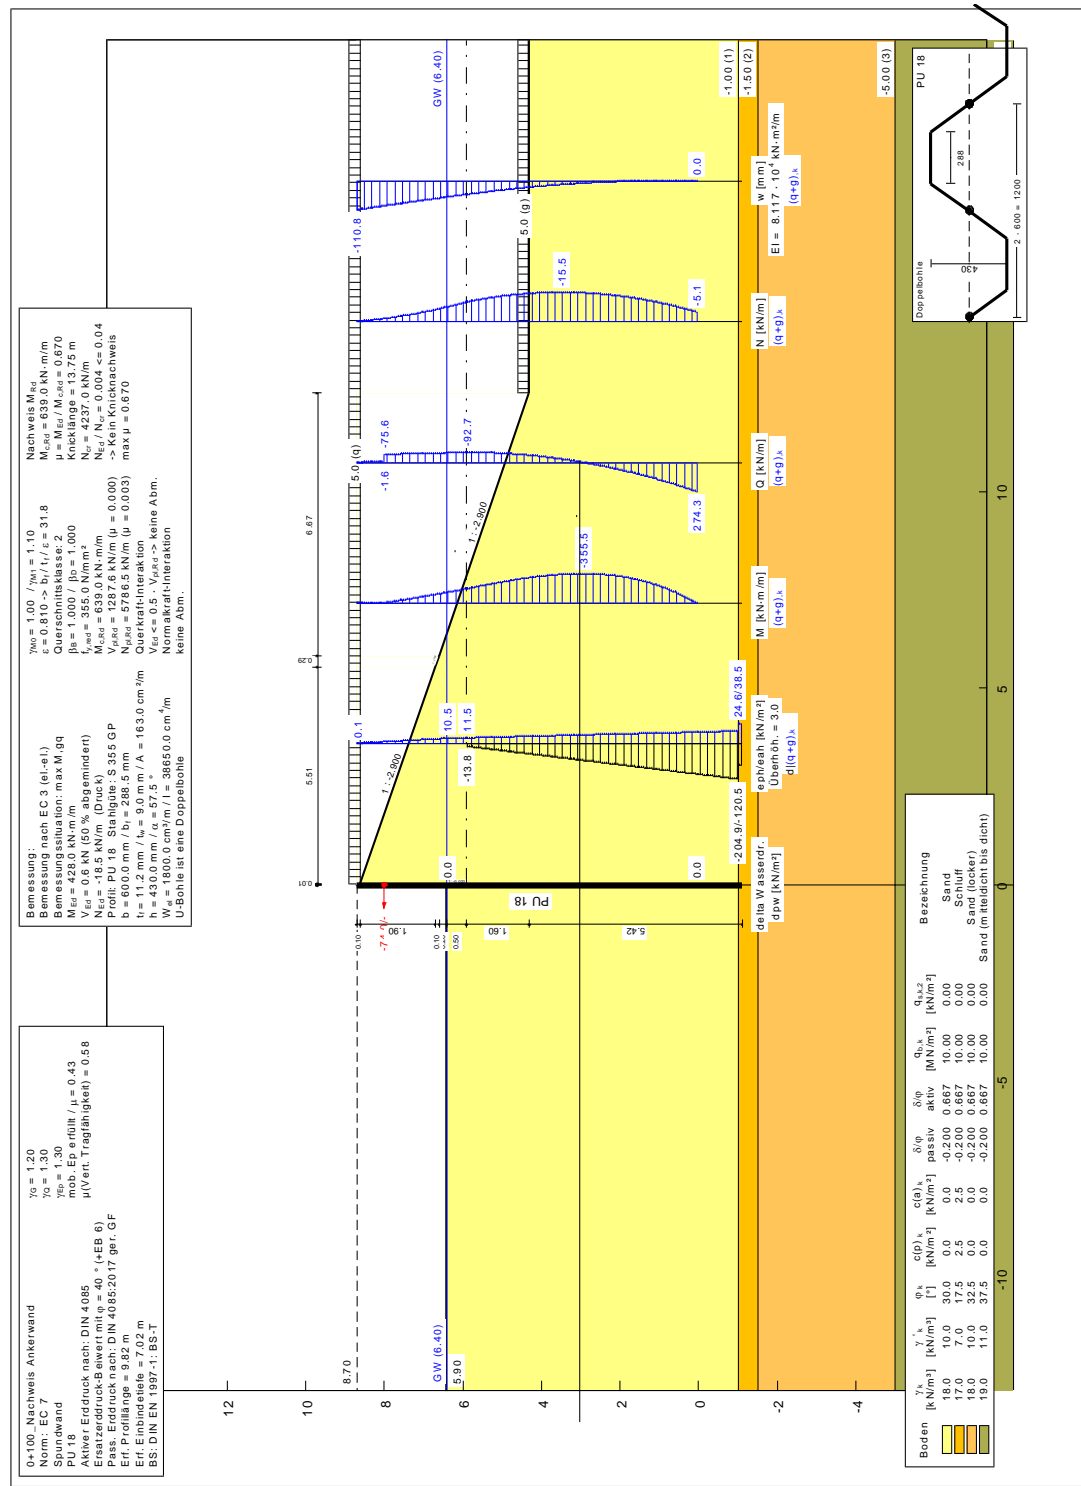 0+100_Nachweis Ankerwand
Norm: EC 7
Spundwand
PU 18
Aktiver Erddruck nach: DIN 4085
Ersatzerddruck-Beiwert mit φ = 40 ° (+EB 6)
Pass. Erddruck nach: DIN 4085:2017 ger. GF
Erf. Profillänge = 9.82 m
Erf. Einbindetiefe = 7.02 m
BS: DIN EN 1997-1: BS-T
γG = 1.20
γQ = 1.30
γEp = 1.30
mob. Ep erfüllt / μ = 0.43
μ(Vert. Tragfähigkeit) = 0.58
Bemessung:
Bemessung nach EC 3 (el.-el.)
Bemessungssituation: max M,gq
MEd = 428.0 kN·m/m
VEd = 0.6 kN (50 % abgemindert)
NEd = -18.5 kN/m (Druck)
Profil: PU 18 Stahlgüte: S 355 GP
b = 600.0 mm / bf = 288.5 mm
tf = 11.2 mm / tw = 9.0 mm / A = 163.0 cm²/m
h = 430.0 mm / α = 57.5 °
Wel = 1800.0 cm³/m / I = 38650.0 cm⁴/m
U-Bohle ist eine Doppelbohle
γM0 = 1.00 / γM1 = 1.10
ε = 0.810 -> bf / tf / ε = 31.8
Querschnittsklasse: 2
βB = 1.000 / βD = 1.000
fy,red = 355.0 N/mm²
Mc,Rd = 639.0 kN·m/m
Vpl,Rd = 1287.6 kN/m (μ = 0.000)
Npl,Rd = 5786.5 kN/m (μ = 0.003)
Querkraft-Interaktion
VEd <= 0.5 · Vpl,Rd -> keine Abm.
Normalkraft-Interaktion
keine Abm.
Nachweis MRd
Mc,Rd = 639.0 kN·m/m
μ = MEd / Mc,Rd = 0.670
Knicklänge = 13.75 m
Ncr = 4237.0 kN/m
NEd / Ncr = 0.004 <= 0.04
-> Kein Knicknachweis
max μ = 0.670
0.01
5.51
0.29
6.67
8.70
5.0 (q)
5.0 (g)
1 : -2.900
1 : -2.900
GW (6.40)
GW (6.40)
5.90
0.10
1.90
0.10
0.50
1.60
5.42
PU 18
0.0
0.0
delta Wasserdr.
dpw [kN/m²]
0.1
10.5
11.5
-13.8
24.6/38.5
-204.9/-120.5
eph/eah [kN/m²]
Überhöh. = 3.0
d|(q+g),k
-355.5
M [kN·m/m]
(q+g),k
-1.6
-75.6
-92.7
274.3
Q [kN/m]
(q+g),k
-15.5
-5.1
N [kN/m]
(q+g),k
-110.8
0.0
w [mm]
EI = 8.117 · 10⁴ kN·m²/m
(q+g),k
-1.00 (1)
-1.50 (2)
-5.00 (3)
12
10
8
6
4
2
0
-2
-4
-10
-5
0
5
10
Boden
γk
[kN/m³]
γ'k
[kN/m³]
φk
[°]
c(p)k
[kN/m²]
c(a)k
[kN/m²]
δ/φ
passiv
δ/φ
aktiv
qb,k
[MN/m²]
qs,k,2
[kN/m²]
Bezeichnung
18.0 10.0 30.0 0.0 0.0 -0.200 0.667 10.00 0.00 Sand
17.0 7.0 17.5 2.5 2.5 -0.200 0.667 10.00 0.00 Schluff
18.0 10.0 32.5 0.0 0.0 -0.200 0.667 10.00 0.00 Sand (locker)
19.0 11.0 37.5 0.0 0.0 -0.200 0.667 10.00 0.00 Sand (mitteldicht bis dicht)
Doppelbohle
PU 18
430
288
2 · 600 = 1200